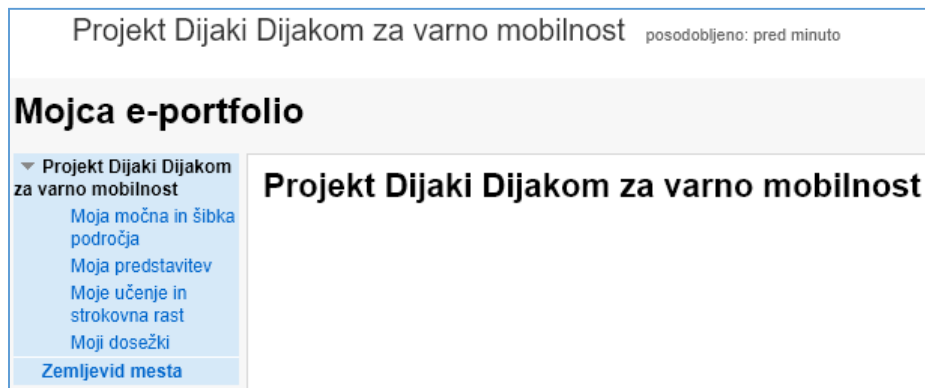 Projekt Dijaki Dijakom za varno mobilnost posodobljeno: pred minuto
Mojca e-portfolio
Projekt Dijaki Dijakom
za varno mobilnost
Moja močna in šibka
področja
Moja predstavitev
Moje učenje in
strokovna rast
Moji dosežki
Zemljevid mesta
Projekt Dijaki Dijakom za varno mobilnost